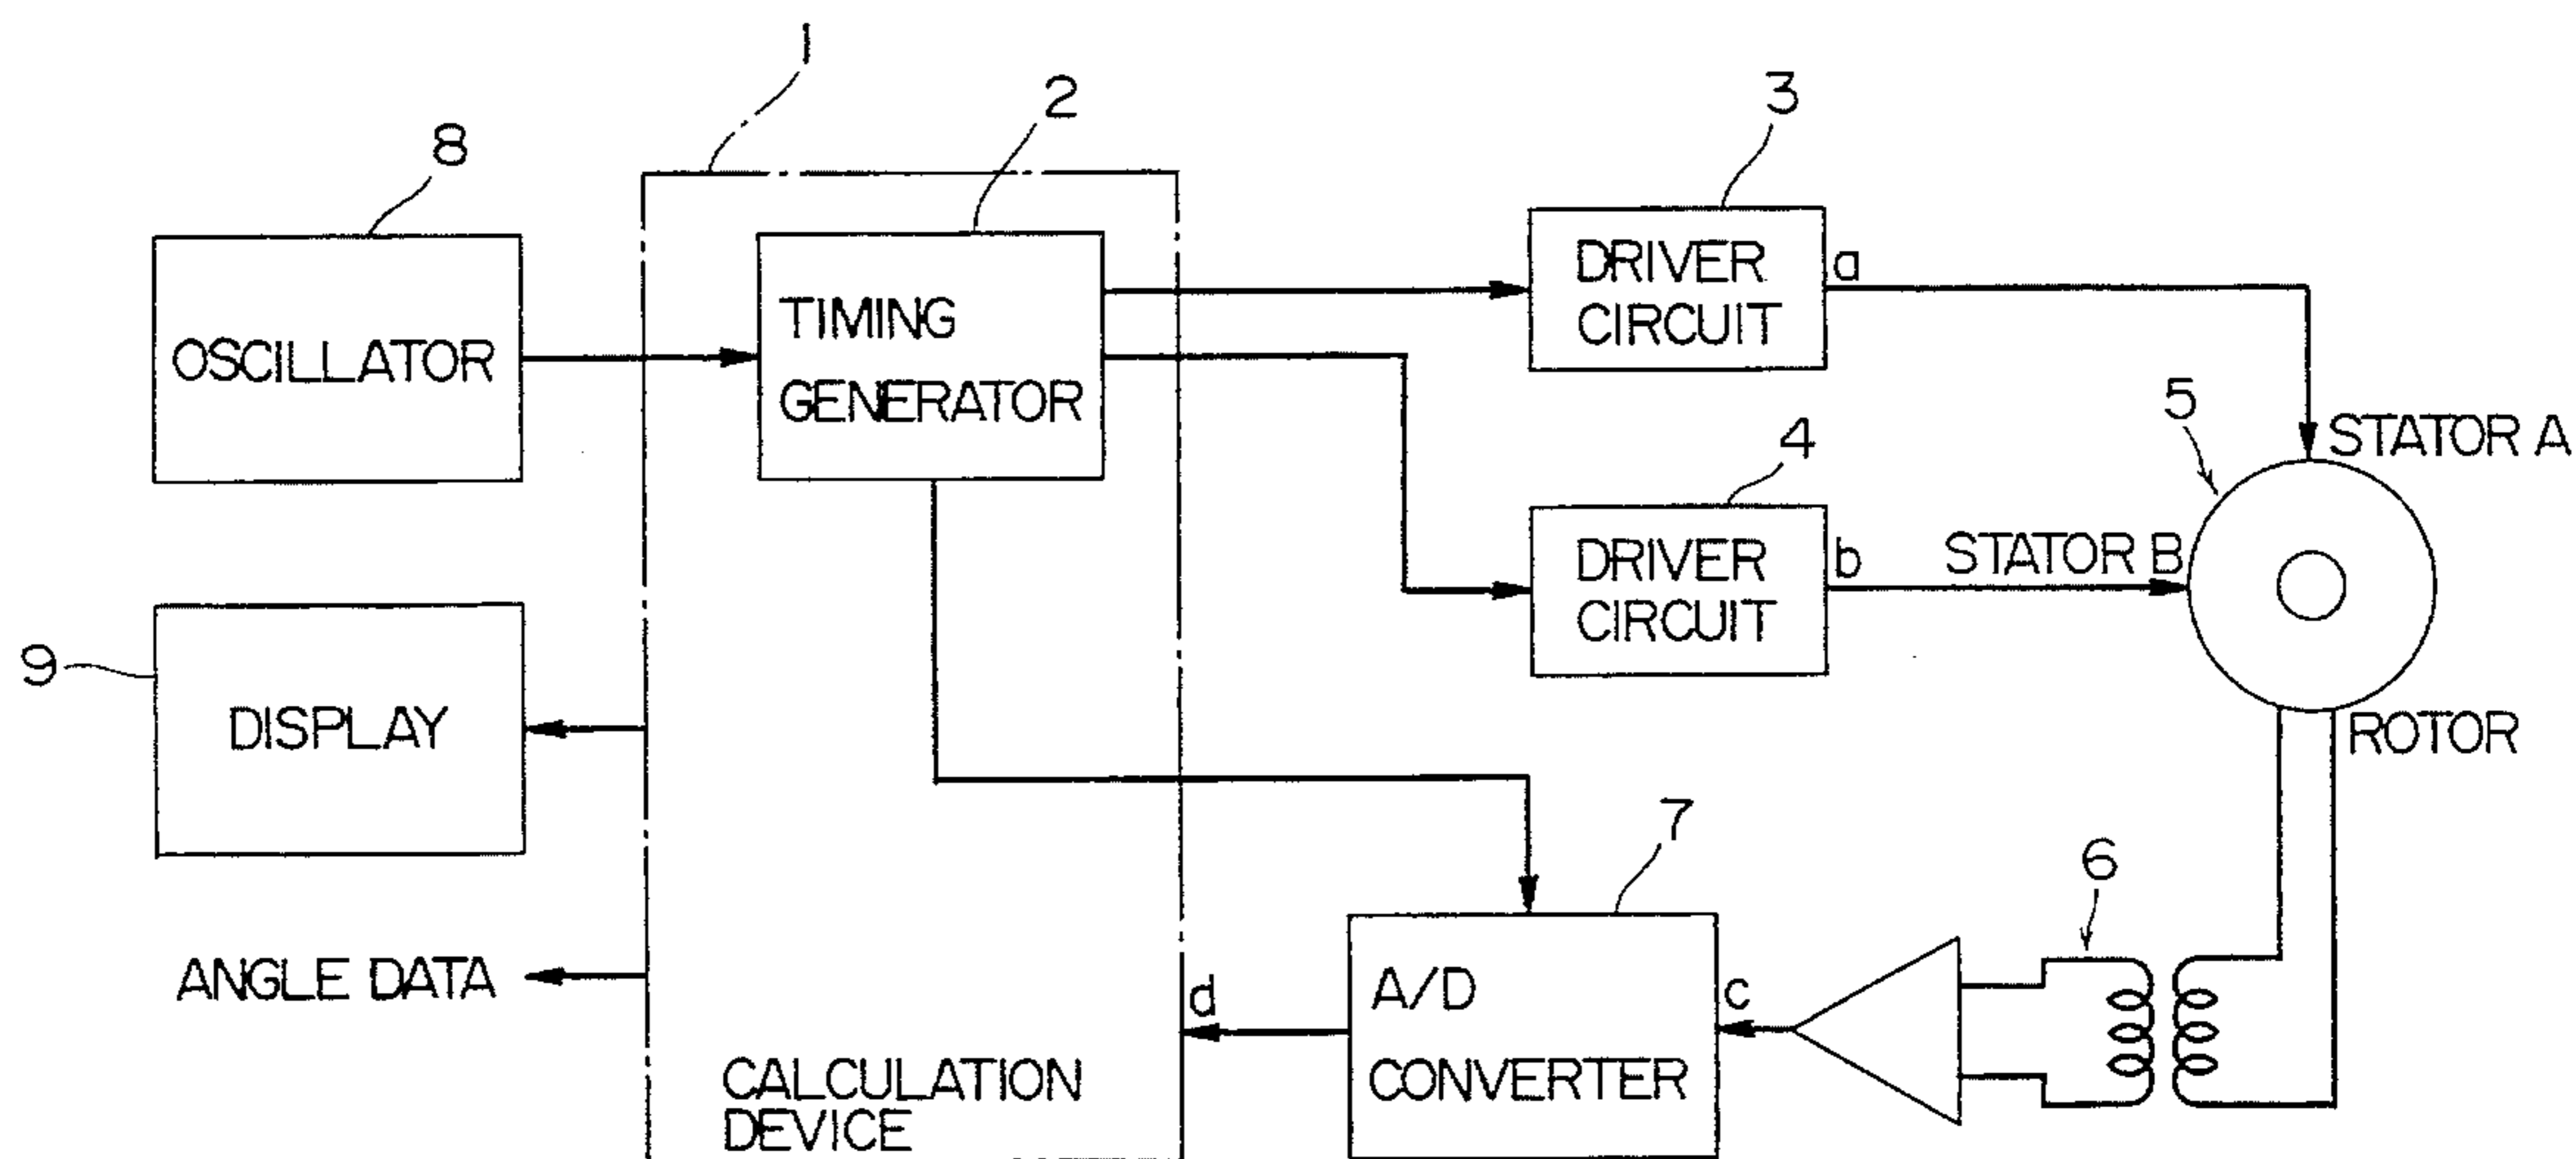 1
2
3
8
DRIVER
CIRCUIT
a
TIMING
GENERATOR
OSCILLATOR
5
STATOR A
4
DRIVER
CIRCUIT
b
STATOR B
9
DISPLAY
ROTOR
7
6
ANGLE DATA
d
A/D
CONVERTER
c
CALCULATION
DEVICE